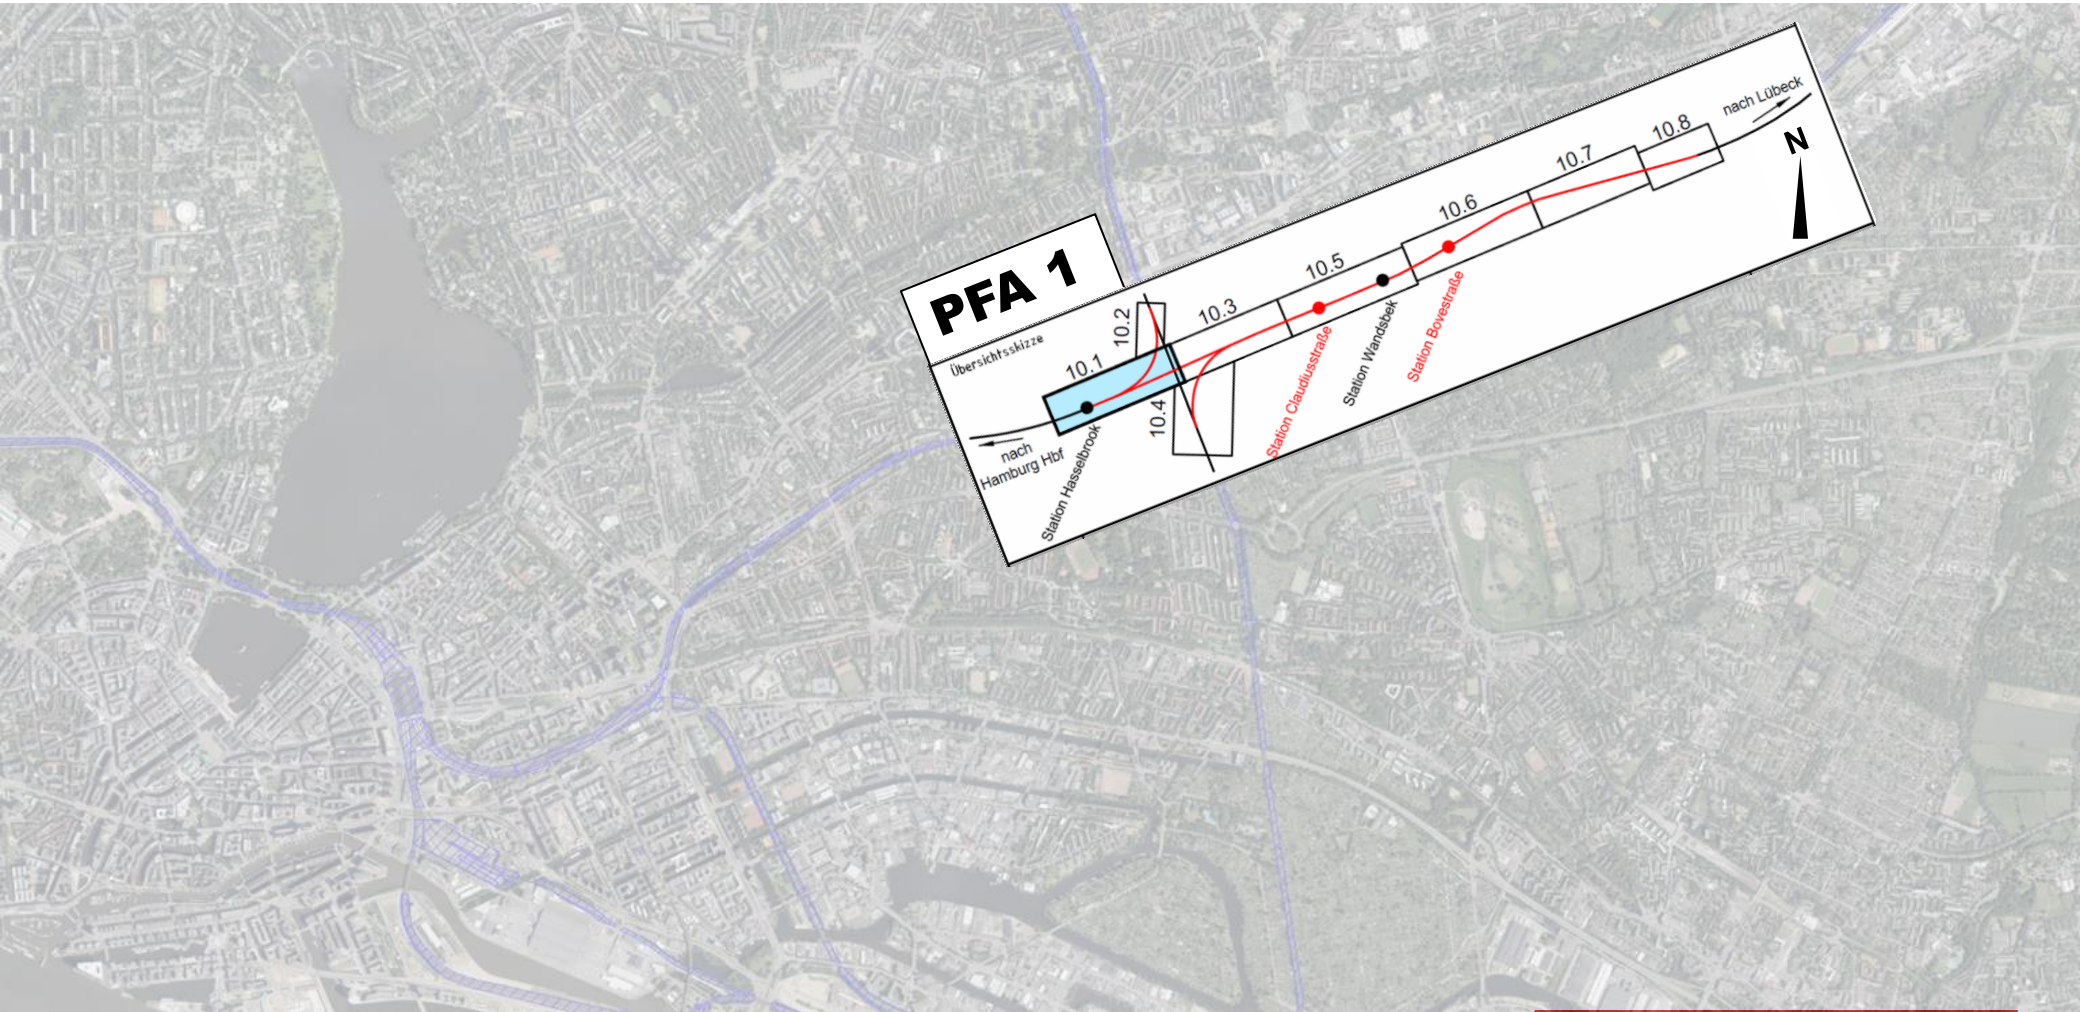 PFA 1
Übersichtsskizze
10.1
10.2
10.3
10.4
10.5
10.6
10.7
10.8
nach Lübeck
N
nach
Hamburg Hbf
Station Hasselbrook
Station Claudiusstraße
Station Wandsbek
Station Bovestraße